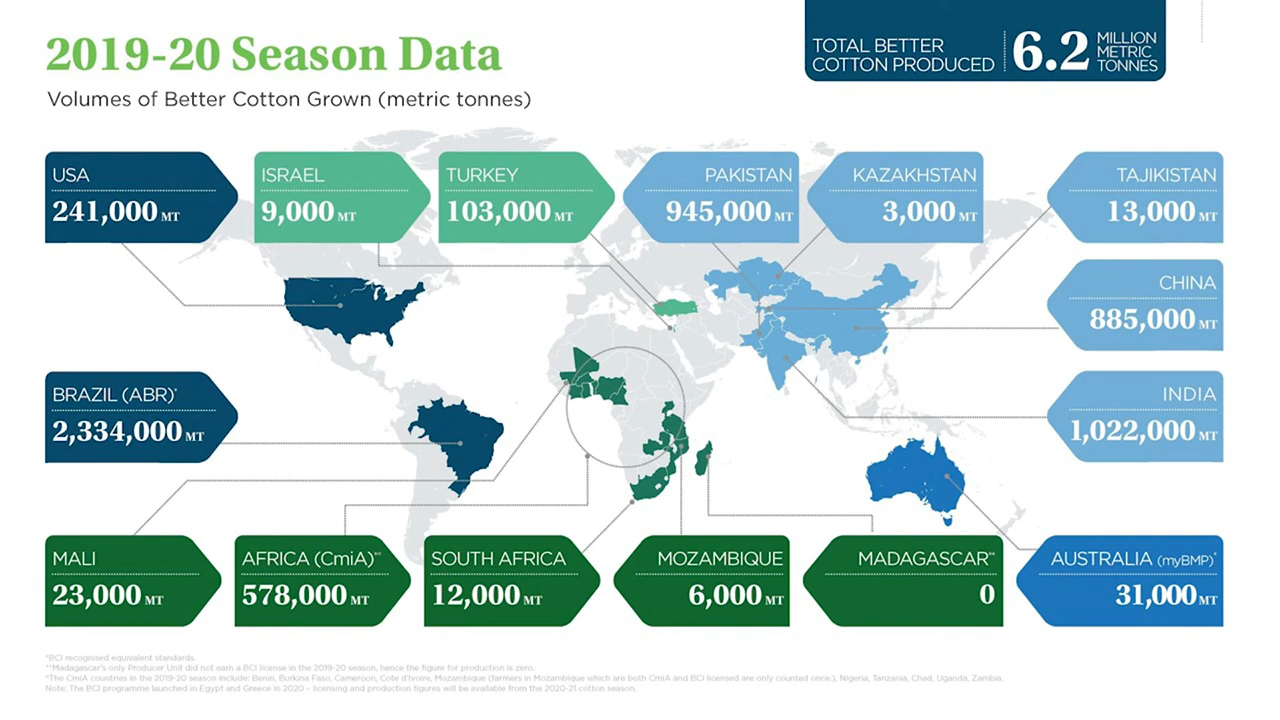 2019-20 Season Data
Volumes of Better Cotton Grown (metric tonnes)
TOTAL BETTER
COTTON PRODUCED
6.2
MILLION
METRIC
TONNES
USA
241,000 MT
ISRAEL
9,000 MT
TURKEY
103,000 MT
PAKISTAN
945,000 MT
KAZAKHSTAN
3,000 MT
TAJIKISTAN
13,000 MT
CHINA
885,000 MT
BRAZIL (ABR)*
2,334,000 MT
INDIA
1,022,000 MT
MALI
23,000 MT
AFRICA (CmiA)*°
578,000 MT
SOUTH AFRICA
12,000 MT
MOZAMBIQUE
6,000 MT
MADAGASCAR**
0
AUSTRALIA (myBMP)*
31,000 MT
*BCI recognised equivalent standards.
**Madagascar's only Producer Unit did not earn a BCI license in the 2019-20 season, hence the figure for production is zero.
°The CmiA countries in the 2019-20 season include: Benin, Burkina Faso, Cameroon, Cote d'Ivoire, Mozambique (farmers in Mozambique which are both CmiA and BCI licensed are only counted once.), Nigeria, Tanzania, Chad, Uganda, Zambia.
Note: The BCI programme launched in Egypt and Greece in 2020 – licensing and production figures will be available from the 2020-21 cotton season.